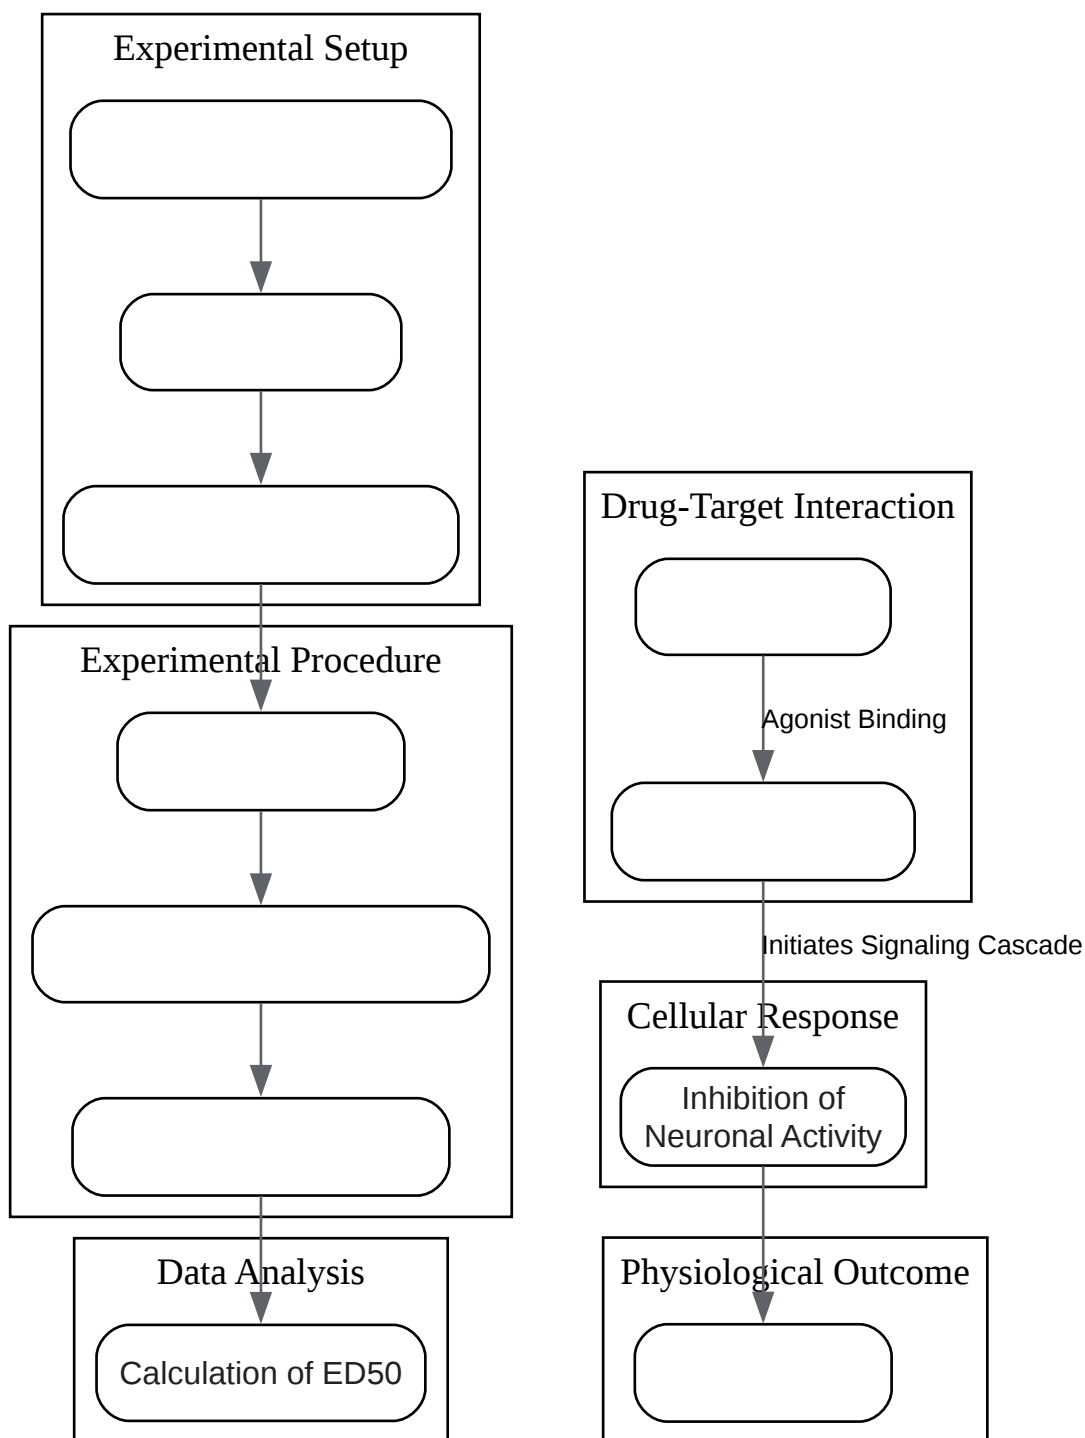 Experimental Setup
Experimental Procedure
Data Analysis
Calculation of ED50
Drug-Target Interaction
Agonist Binding
Initiates Signaling Cascade
Cellular Response
Inhibition of
Neuronal Activity
Physiological Outcome